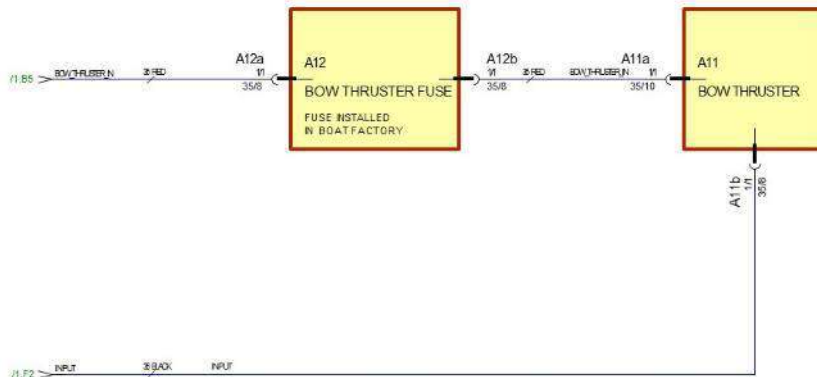 A12a
A12
A12b
A11a
A11
/1.B5
BOW_THRUSTER_IN
35 RED
1/1
1/1
35 RED
BOW_THRUSTER_IN
1/1
35/8
BOW THRUSTER FUSE
35/8
35/10
BOW THRUSTER
FUSE INSTALLED
IN BOAT FACTORY
A11b
1/1
35/8
/1.F2
INPUT
35 BLACK
INPUT